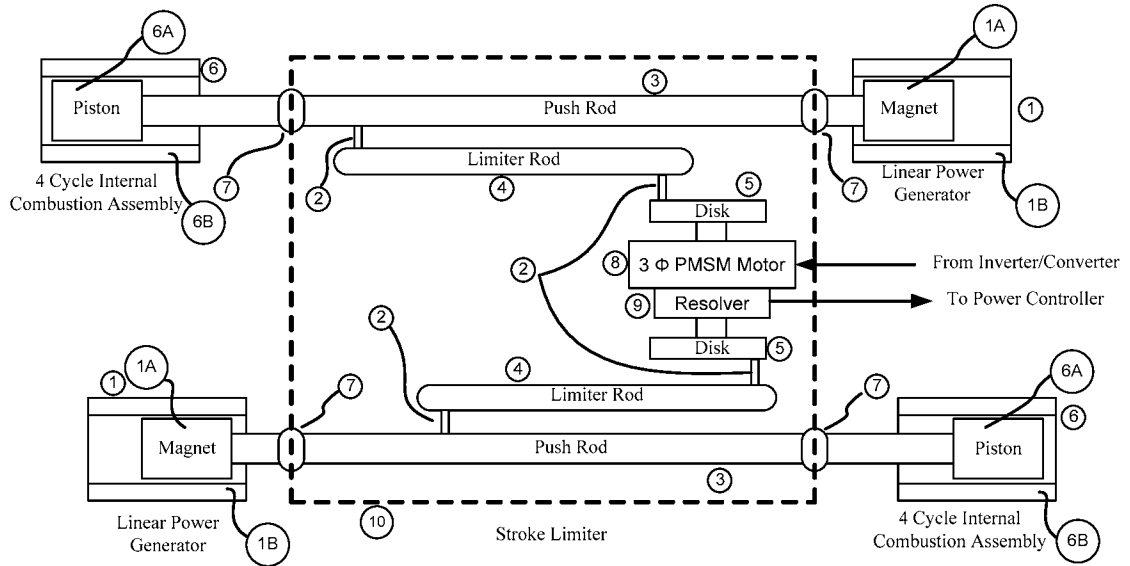 6A
1A
6
3
Piston
Push Rod
Magnet
1
7
2
Limiter Rod
7
4 Cycle Internal
Combustion Assembly
4
5
Linear Power
Generator
6B
Disk
1B
2
8
3 Φ PMSM Motor
From Inverter/Converter
9
Resolver
To Power Controller
2
Disk
5
1
1A
7
4
7
6A
Limiter Rod
6
Magnet
Push Rod
Piston
3
10
Linear Power
Generator
Stroke Limiter
4 Cycle Internal
Combustion Assembly
1B
6B